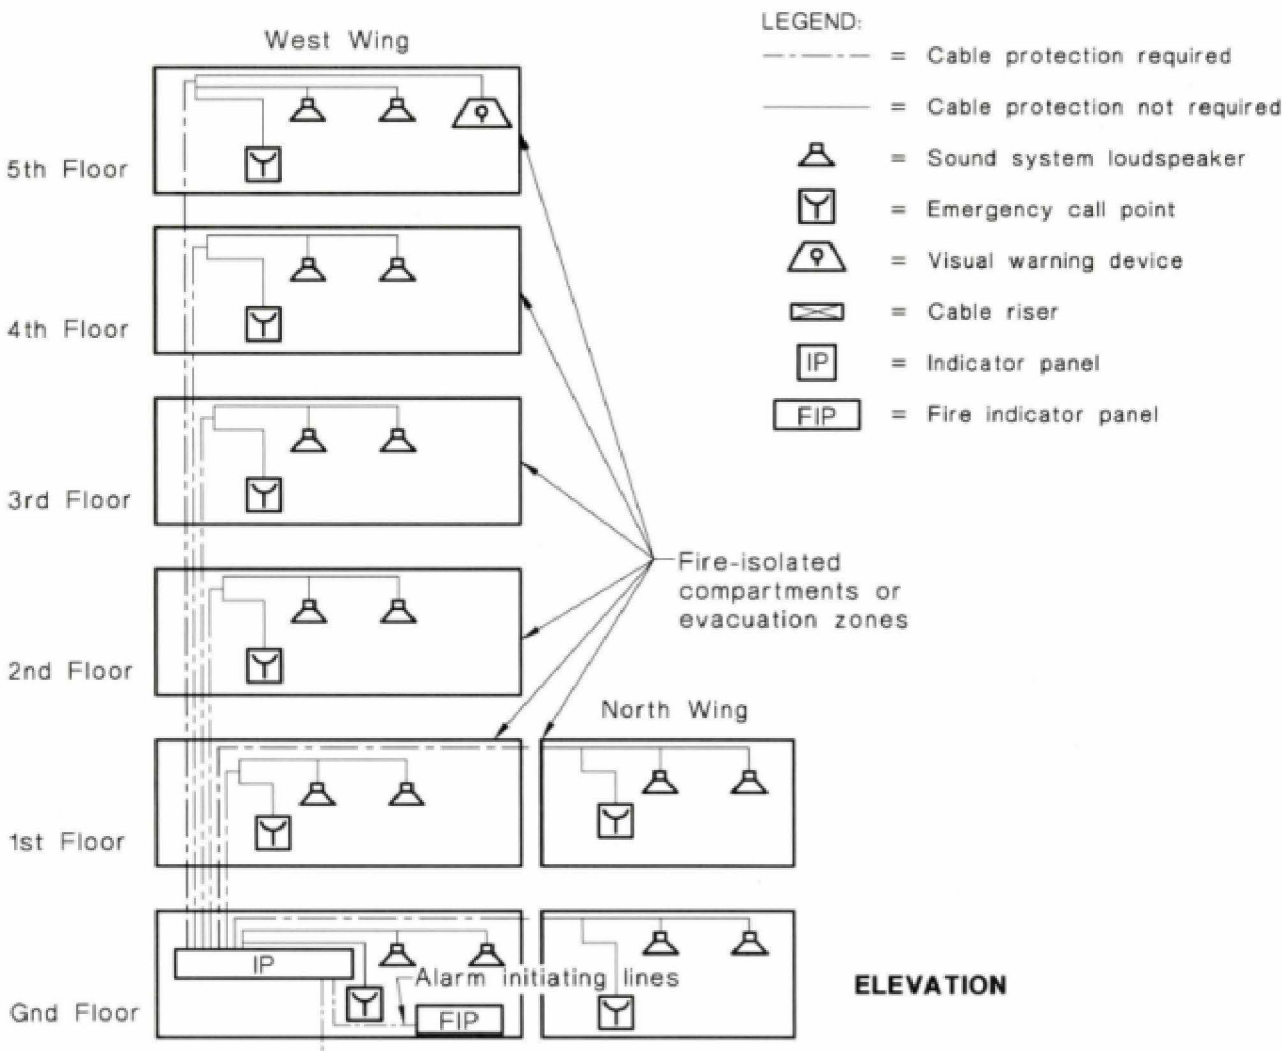 LEGEND:
West Wing
= Cable protection required
= Cable protection not required
= Sound system loudspeaker
5th Floor
= Emergency call point
= Visual warning device
= Cable riser
4th Floor
IP = Indicator panel
FIP = Fire indicator panel
3rd Floor
Fire-isolated
compartments or
evacuation zones
2nd Floor
North Wing
1st Floor
IP
Alarm initiating lines
ELEVATION
Gnd Floor
FIP